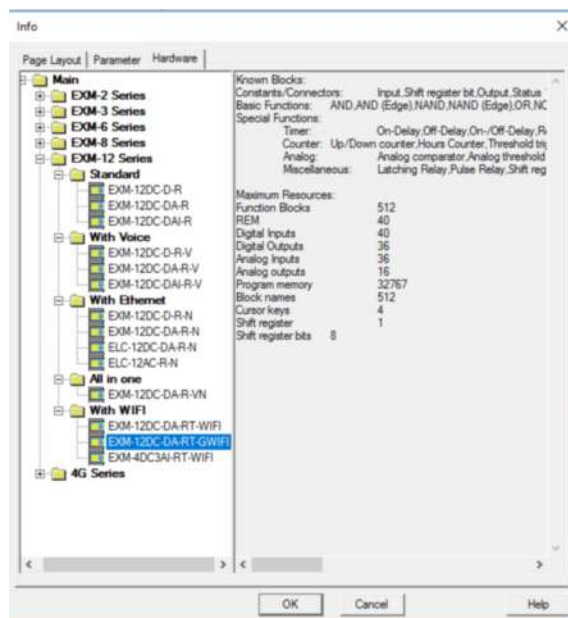 Info
Page Layout
Parameter
Hardware
Main
EXM-2 Series
EXM-3 Series
EXM-6 Series
EXM-8 Series
EXM-12 Series
Standard
EXM-12DC-D-R
EXM-12DC-DA-R
EXM-12DC-DAI-R
With Voice
EXM-12DC-D-R-V
EXM-12DC-DA-R-V
EXM-12DC-DAI-R-V
With Ethernet
EXM-12DC-D-R-N
EXM-12DC-DA-R-N
ELC-12DC-DA-R-N
ELC-12AC-R-N
All in one
EXM-12DC-DA-R-VN
With WIFI
EXM-12DC-DA-RT-WIFI
EXM-12DC-DA-RT-GWIFI
EXM-4DC3AI-RT-WIFI
4G Series
Known Blocks:
Constants/Connectors: Input,Shift register bit,Output,Status
Basic Functions: AND,AND (Edge),NAND,NAND (Edge),OR,NO
Special Functions:
Timer: On-Delay,Off-Delay,On-/Off-Delay,R
Counter: Up/Down counter,Hours Counter,Threshold trig
Analog: Analog comparator,Analog threshold
Miscellaneous: Latching Relay,Pulse Relay,Shift reg
Maximum Resources:
Function Blocks 512
REM 40
Digital Inputs 40
Digital Outputs 36
Analog Inputs 36
Analog outputs 16
Program memory 32767
Block names 512
Cursor keys 4
Shift register 1
Shift register bits 8
OK
Cancel
Help